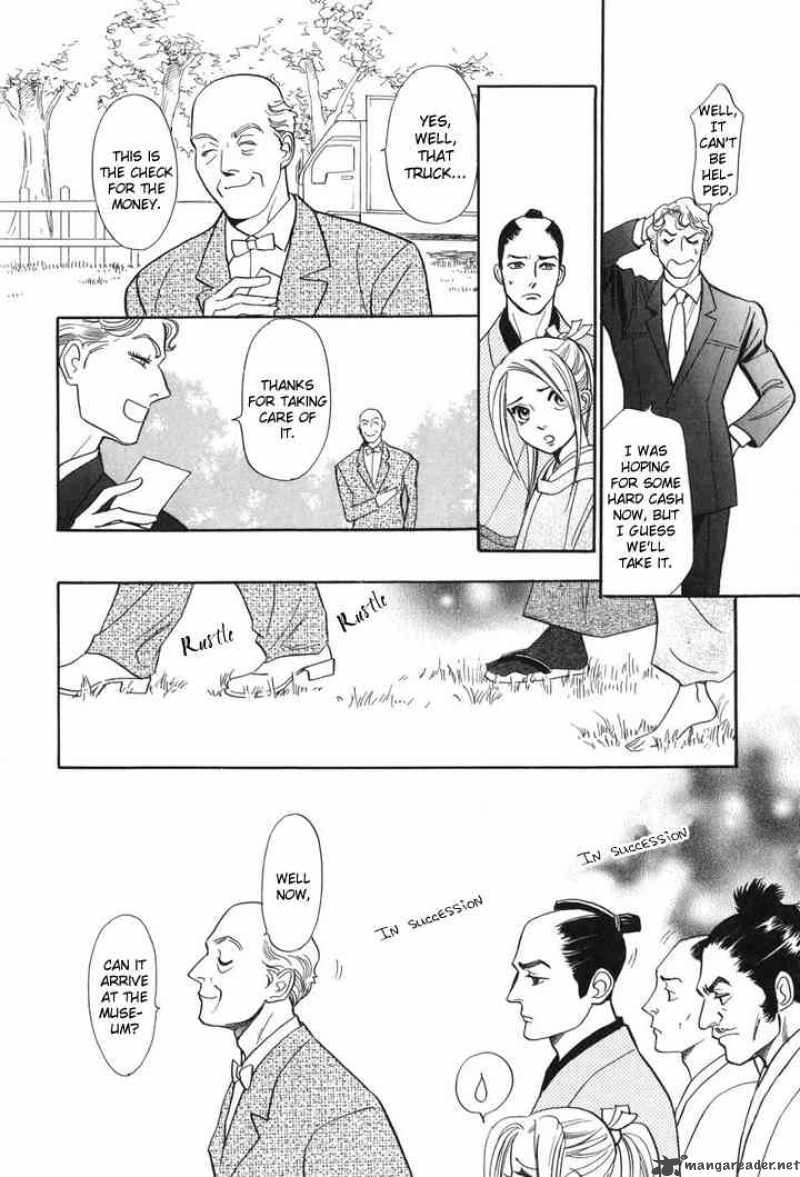 WELL,
IT
CAN'T
BE
HEL-
PED.
I WAS
HOPING
FOR SOME
HARD CASH
NOW, BUT
I GUESS
WE'LL
TAKE IT.
YES,
WELL,
THAT
TRUCK...
THIS IS
THE CHECK
FOR THE
MONEY.
THANKS
FOR TAKING
CARE OF
IT.
Rustle
Rustle
IN SUCCESSION
IN SUCCESSION
WELL
NOW,
CAN IT
ARRIVE
AT THE
MUSE-
UM?
mangareader.net